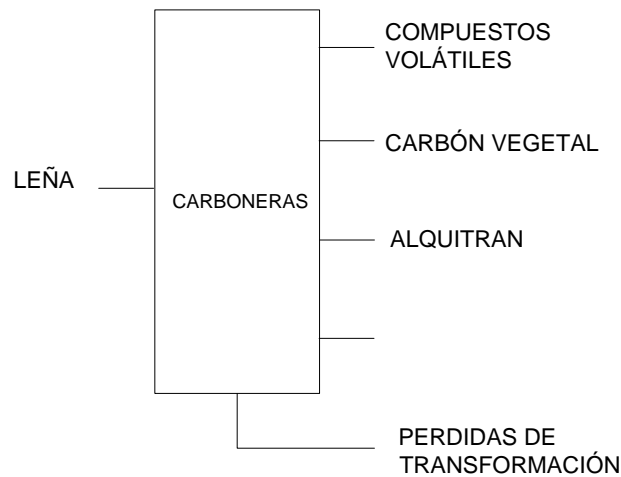 COMPUESTOS
VOLÁTILES
CARBÓN VEGETAL
LEÑA
CARBONERAS
ALQUITRAN
PERDIDAS DE
TRANSFORMACIÓN